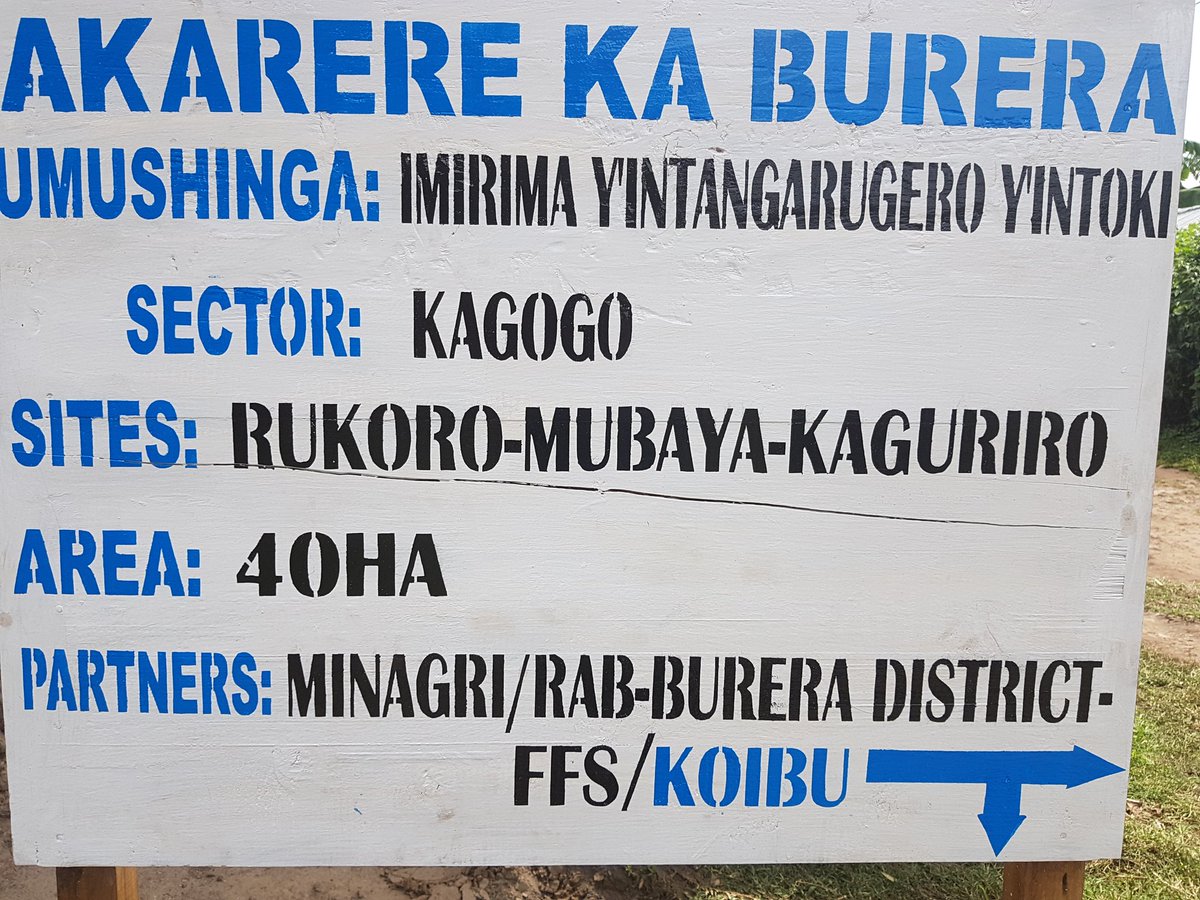 AKARERE KA BURERA
UMUSHINGA: IMIRIMA Y'INTANGARUGERO Y'INTOKI
SECTOR: KAGOGO
SITES: RUKORO-MUBAYA-KAGURIRO
AREA: 40HA
PARTNERS: MINAGRI/RAB-BURERA DISTRICT-
FFS/KOIBU